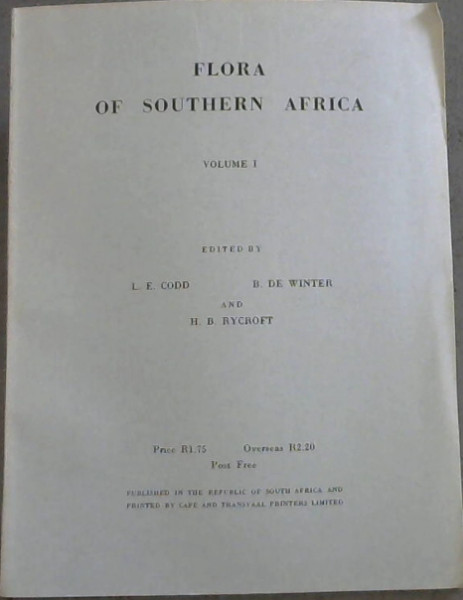 FLORA
OF SOUTHERN AFRICA
VOLUME I
EDITED BY
L. E. CODD B. DE WINTER
AND
H. B. RYCROFT
Price R1.75 Overseas R2.20
Post Free
PUBLISHED IN THE REPUBLIC OF SOUTH AFRICA AND
PRINTED BY CAPE AND TRANSVAAL PRINTERS LIMITED